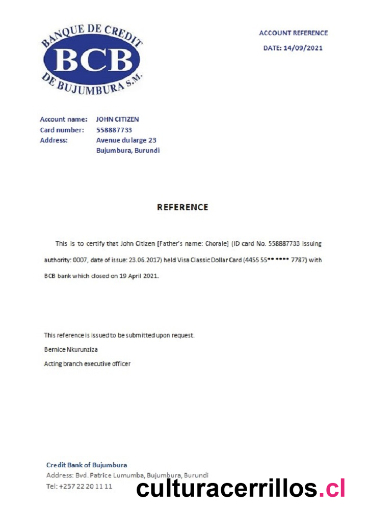 BANQUE DE CREDIT
BCB
DE BUJUMBURA S.M.
ACCOUNT REFERENCE
DATE: 14/09/2021
Account name: JOHN CITIZEN
Card number: 558887733
Address: Avenue du large 23
Bujumbura, Burundi
REFERENCE
This is to certify that John Citizen [Father's name: Chorale] (ID card No. 558887733 issuing
authority: 0007, date of issue: 23.06.2017) held Visa Classic Dollar Card (4455 55** **** 7787) with
BCB bank which closed on 19 April 2021.
This reference is issued to be submitted upon request.
Bernice Nkurunziza
Acting branch executive officer
Credit Bank of Bujumbura
Address: Bvd. Patrice Lumumba, Bujumbura, Burundi
Tel: +257 22 20 11 11
culturacerrillos.cl